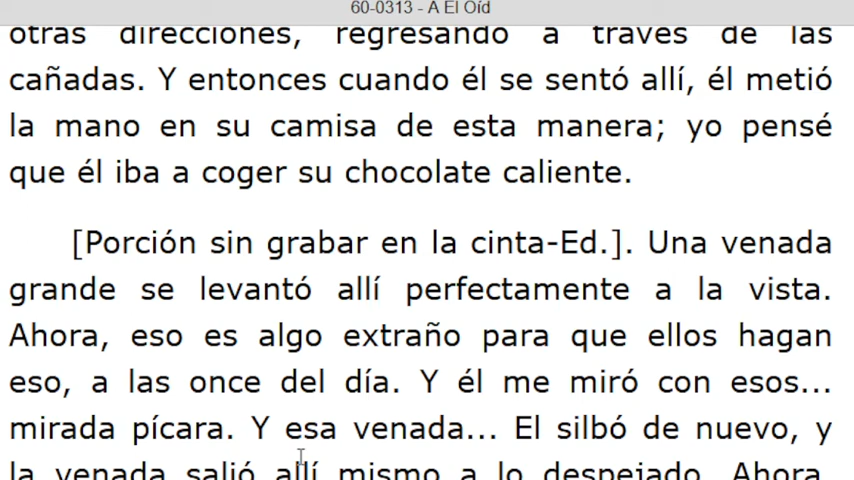 60-0313 - A El Oíd
otras direcciones, regresando a través de las
cañadas. Y entonces cuando él se sentó allí, él metió
la mano en su camisa de esta manera; yo pensé
que él iba a coger su chocolate caliente.
[Porción sin grabar en la cinta-Ed.]. Una venada
grande se levantó allí perfectamente a la vista.
Ahora, eso es algo extraño para que ellos hagan
eso, a las once del día. Y él me miró con esos...
mirada pícara. Y esa venada... El silbó de nuevo, y
la venada salió allí mismo a lo despejado. Ahora,